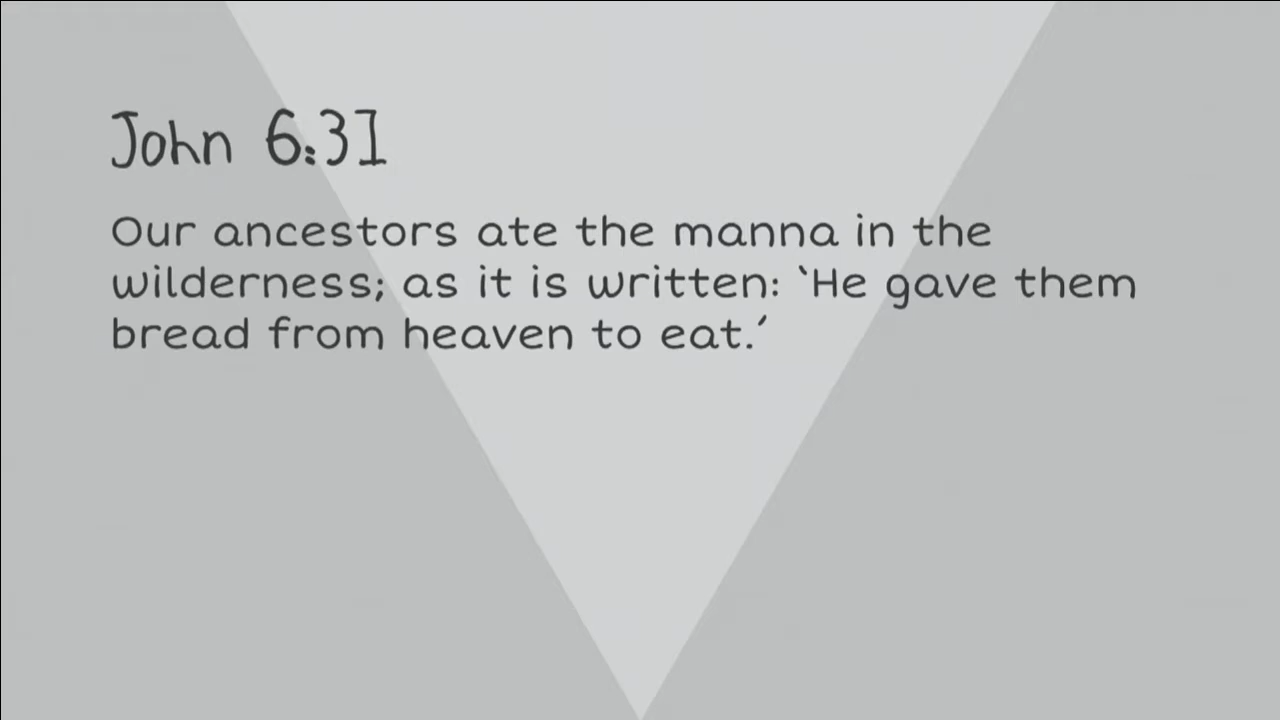 John 6:31
Our ancestors ate the manna in the
wilderness; as it is written: ‘He gave them
bread from heaven to eat.’